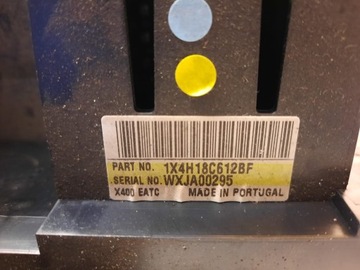 PART NO. 1X4H18C612BF
SERIAL NO. WXJA00295
X400 EATC MADE IN PORTUGAL